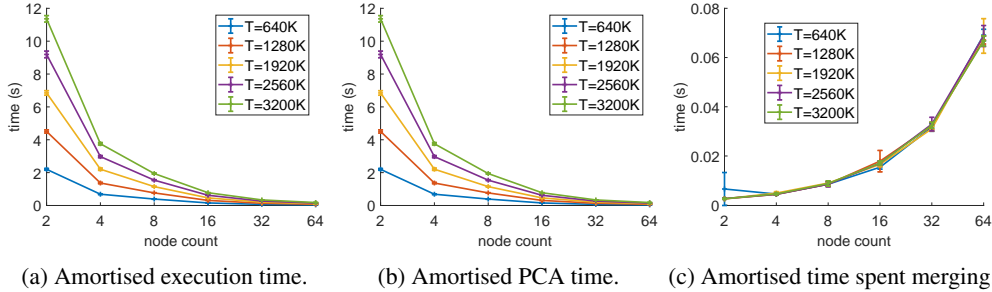 12
10
8
6
4
2
0
time (s)
2
4
8
16
32
64
node count
T=640K
T=1280K
T=1920K
T=2560K
T=3200K
(a) Amortised execution time.
12
10
8
6
4
2
0
time (s)
2
4
8
16
32
64
node count
T=640K
T=1280K
T=1920K
T=2560K
T=3200K
(b) Amortised PCA time.
0.08
0.06
0.04
0.02
0
time (s)
2
4
8
16
32
64
node count
T=640K
T=1280K
T=1920K
T=2560K
T=3200K
(c) Amortised time spent merging